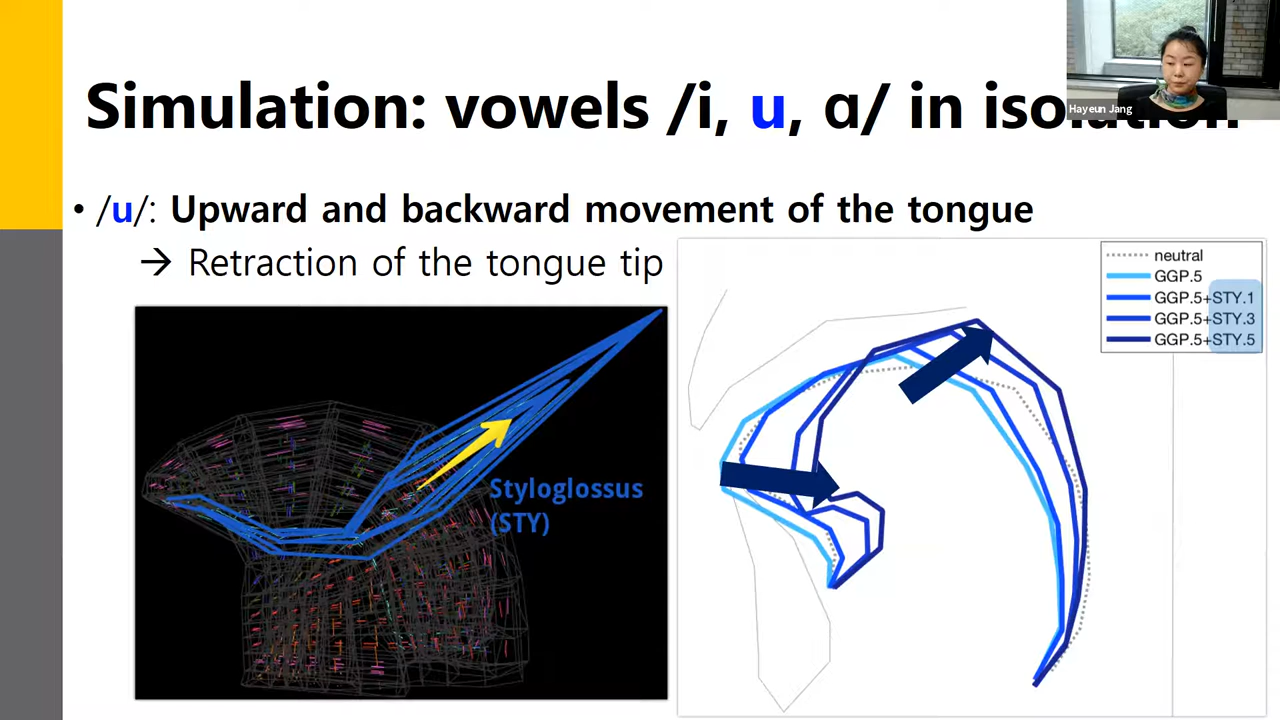 Simulation: vowels /i, u, ɑ/ in isolation
Hayeun Jang
• /u/: Upward and backward movement of the tongue
→ Retraction of the tongue tip
Styloglossus
(STY)
neutral
GGP.5
GGP.5+STY.1
GGP.5+STY.3
GGP.5+STY.5